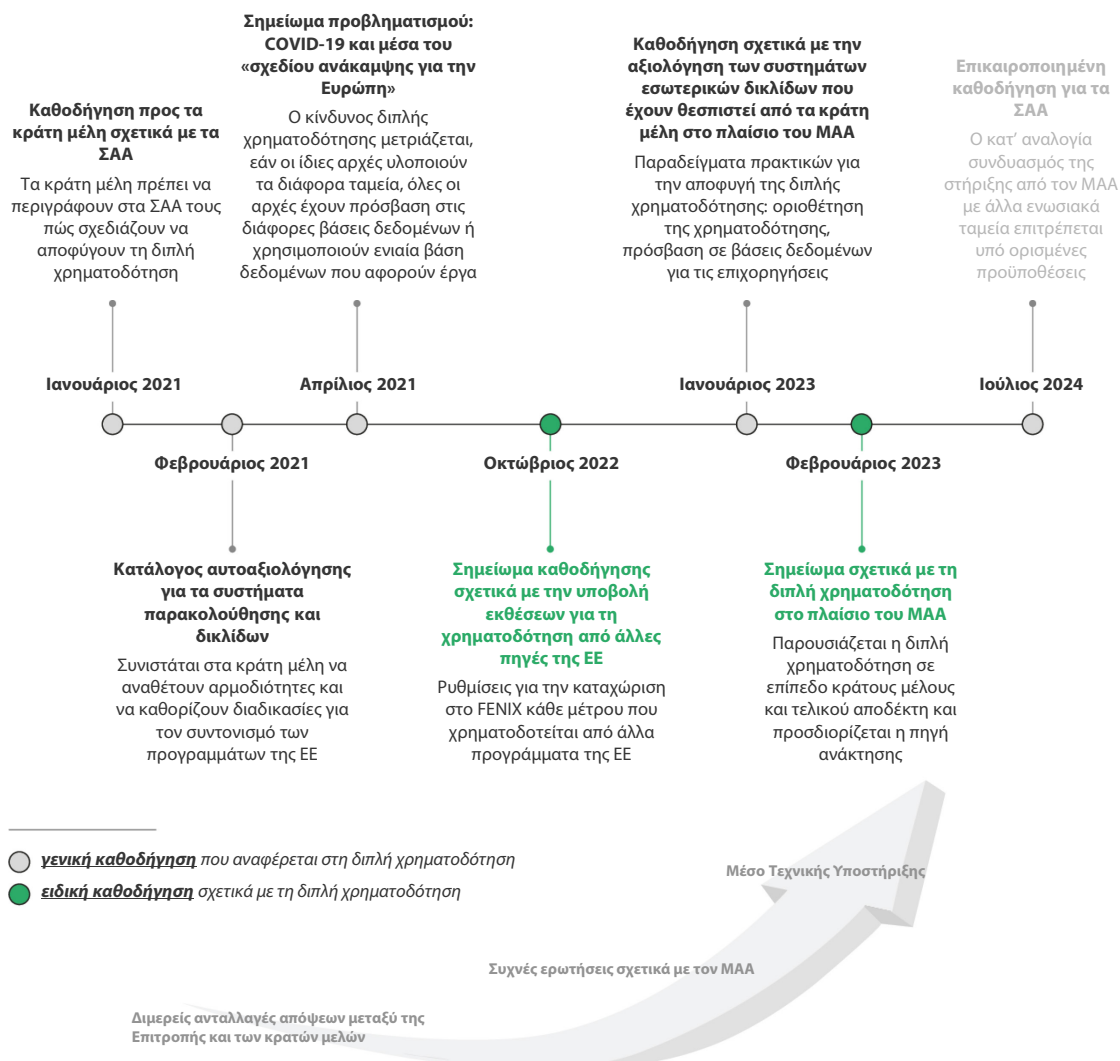 Καθοδήγηση προς τα
κράτη μέλη σχετικά με τα
ΣΑΑ
Τα κράτη μέλη πρέπει να
περιγράφουν στα ΣΑΑ τους
πώς σχεδιάζουν να
αποφύγουν τη διπλή
χρηματοδότηση
Ιανουάριος 2021
Σημείωμα προβληματισμού:
COVID-19 και μέσα του
«σχεδίου ανάκαμψης για την
Ευρώπη»
Ο κίνδυνος διπλής
χρηματοδότησης μετριάζεται,
εάν οι ίδιες αρχές υλοποιούν
τα διάφορα ταμεία, όλες οι
αρχές έχουν πρόσβαση στις
διάφορες βάσεις δεδομένων ή
χρησιμοποιούν ενιαία βάση
δεδομένων που αφορούν έργα
Απρίλιος 2021
Καθοδήγηση σχετικά με την
αξιολόγηση των συστημάτων
εσωτερικών δικλίδων που
έχουν θεσπιστεί από τα κράτη
μέλη στο πλαίσιο του ΜΑΑ
Παραδείγματα πρακτικών για
την αποφυγή της διπλής
χρηματοδότησης: οριοθέτηση
της χρηματοδότησης,
πρόσβαση σε βάσεις δεδομένων
για τις επιχορηγήσεις
Ιανουάριος 2023
Επικαιροποιημένη
καθοδήγηση για τα
ΣΑΑ
Ο κατ’ αναλογία
συνδυασμός της
στήριξης από τον ΜΑΑ
με άλλα ενωσιακά
ταμεία επιτρέπεται
υπό ορισμένες
προϋποθέσεις
Ιούλιος 2024
Φεβρουάριος 2021
Κατάλογος αυτοαξιολόγησης
για τα συστήματα
παρακολούθησης και
δικλίδων
Συνιστάται στα κράτη μέλη να
αναθέτουν αρμοδιότητες και
να καθορίζουν διαδικασίες για
τον συντονισμό των
προγραμμάτων της ΕΕ
Οκτώβριος 2022
Σημείωμα καθοδήγησης
σχετικά με την υποβολή
εκθέσεων για τη
χρηματοδότηση από άλλες
πηγές της ΕΕ
Ρυθμίσεις για την καταχώριση
στο FENIX κάθε μέτρου που
χρηματοδοτείται από άλλα
προγράμματα της ΕΕ
Φεβρουάριος 2023
Σημείωμα σχετικά με τη
διπλή χρηματοδότηση
στο πλαίσιο του ΜΑΑ
Παρουσιάζεται η διπλή
χρηματοδότηση σε
επίπεδο κράτους μέλους
και τελικού αποδέκτη και
προσδιορίζεται η πηγή
ανάκτησης
γενική καθοδήγηση που αναφέρεται στη διπλή χρηματοδότηση
ειδική καθοδήγηση σχετικά με τη διπλή χρηματοδότηση
Μέσο Τεχνικής Υποστήριξης
Συχνές ερωτήσεις σχετικά με τον ΜΑΑ
Διμερείς ανταλλαγές απόψεων μεταξύ της
Επιτροπής και των κρατών μελών